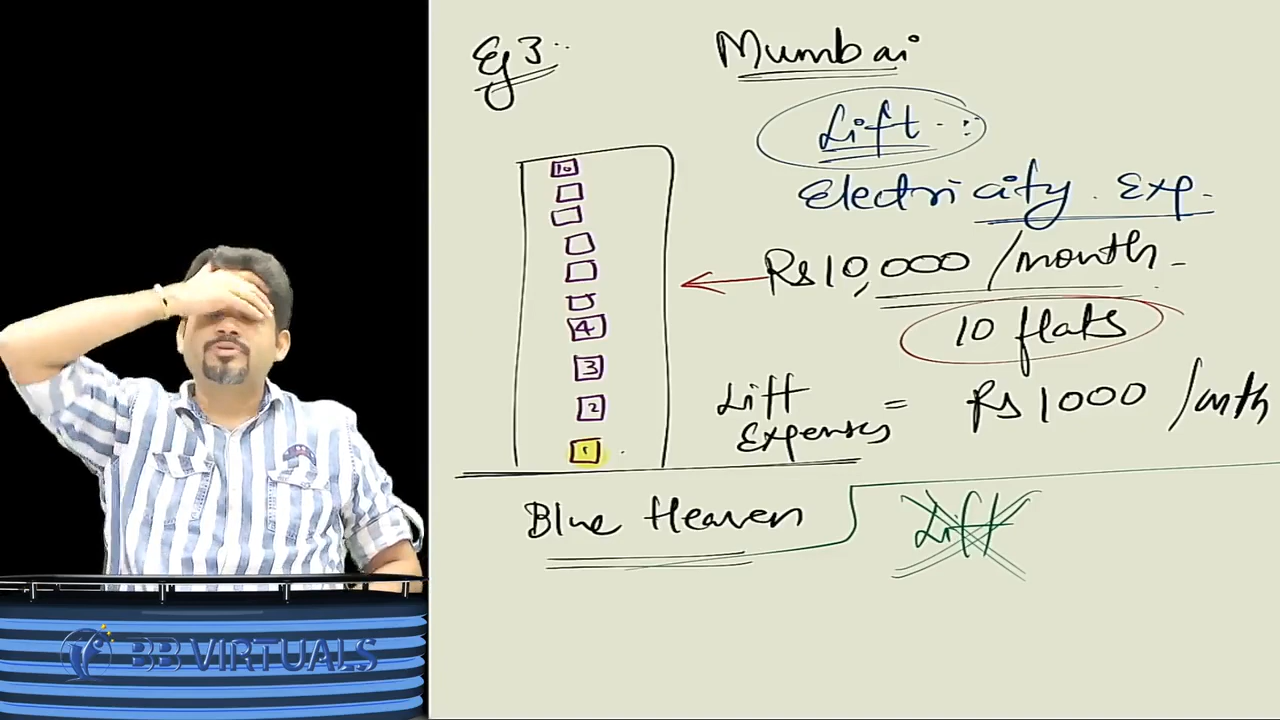 Eg 3..
Mumbai
Lift
Electricity Exp.
Rs 10,000 /month
10 flats
10
4
3
2
1
Lift Expenses = Rs 1000 /mth
Blue Heaven
Lift
BB VIRTUALS